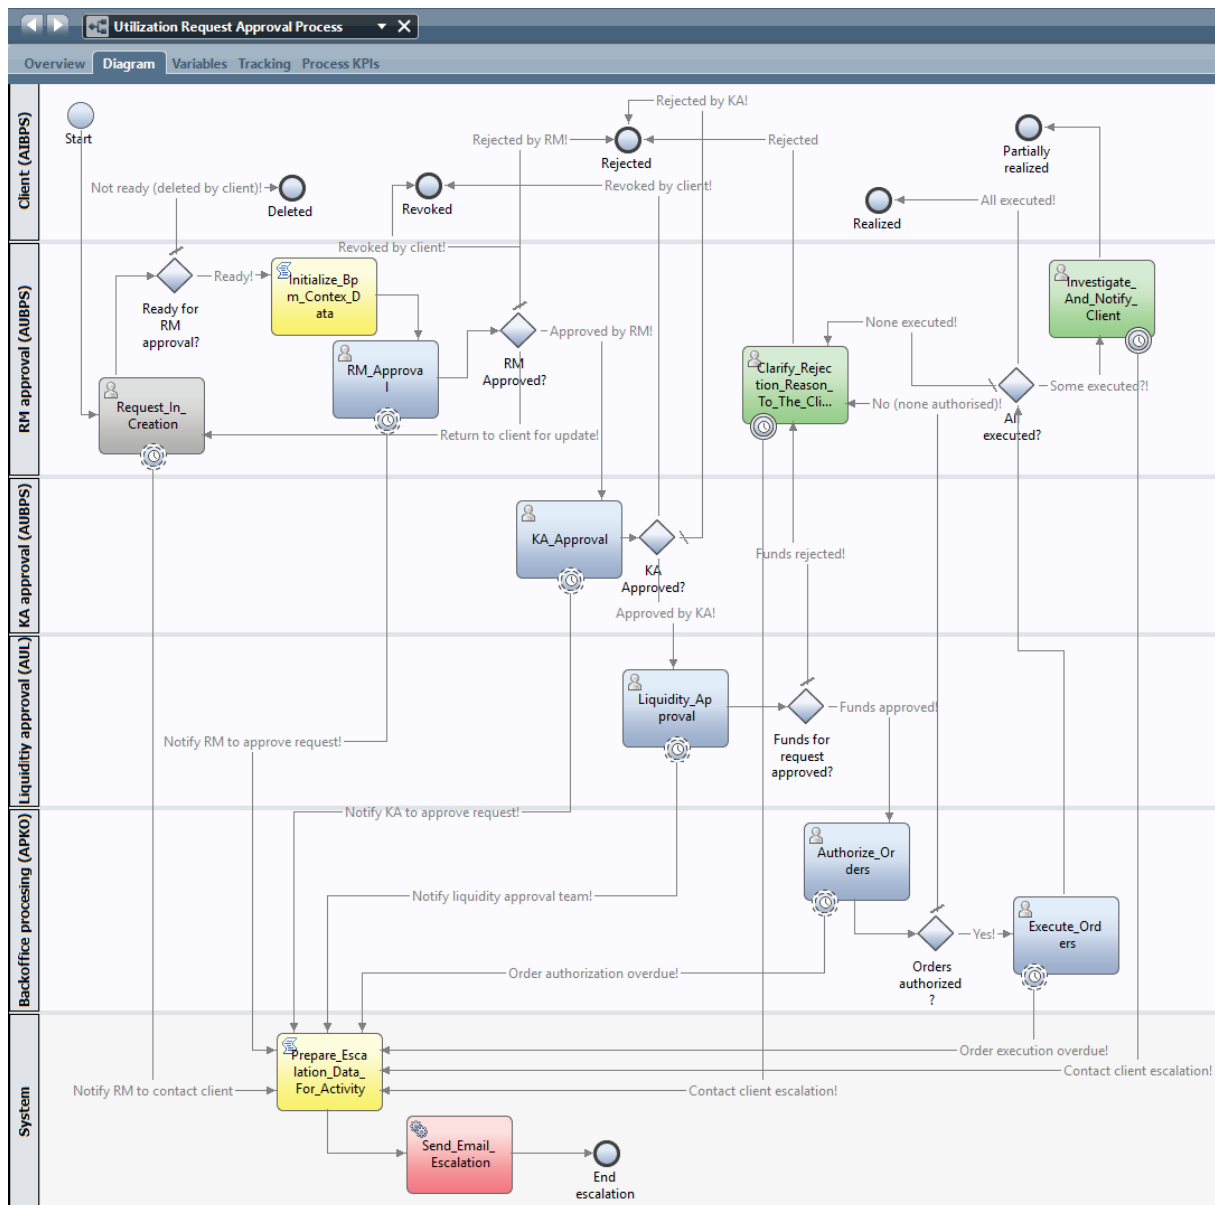 Utilization Request Approval Process
Overview
Diagram
Variables
Tracking
Process KPIs
Client (AIBPS)
Start
Rejected by KA!
Rejected by RM!
Rejected
Rejected
Partially
realized
Not ready (deleted by client)!
Deleted
Revoked
Revoked by client!
Realized
All executed!
RM approval (AUBPS)
Revoked by client!
Ready for
RM
approval?
Ready!
Initialize_Bp
m_Contex_D
ata
RM_Approva
l
RM
Approved?
Approved by RM!
None executed!
Investigate_
And_Notify_
Client
Clarify_Rejec
tion_Reason_
To_The_Cli...
Some executed?!
No (none authorised)!
All
executed?
Request_In_
Creation
Return to client for update!
KA approval (AUBPS)
KA_Approval
KA
Approved?
Funds rejected!
Approved by KA!
Liquiditiy approval (AUL)
Liquidity_Ap
proval
Funds approved!
Funds for
request
approved?
Notify RM to approve request!
Backoffice procesing (APKO)
Notify KA to approve request!
Authorize_Or
ders
Notify liquidity approval team!
Yes!
Execute_Ord
ers
Orders
authorized
?
Order authorization overdue!
System
Prepare_Esca
lation_Data_
For_Activity
Order execution overdue!
Contact client escalation!
Notify RM to contact client
Contact client escalation!
Send_Email_
Escalation
End
escalation